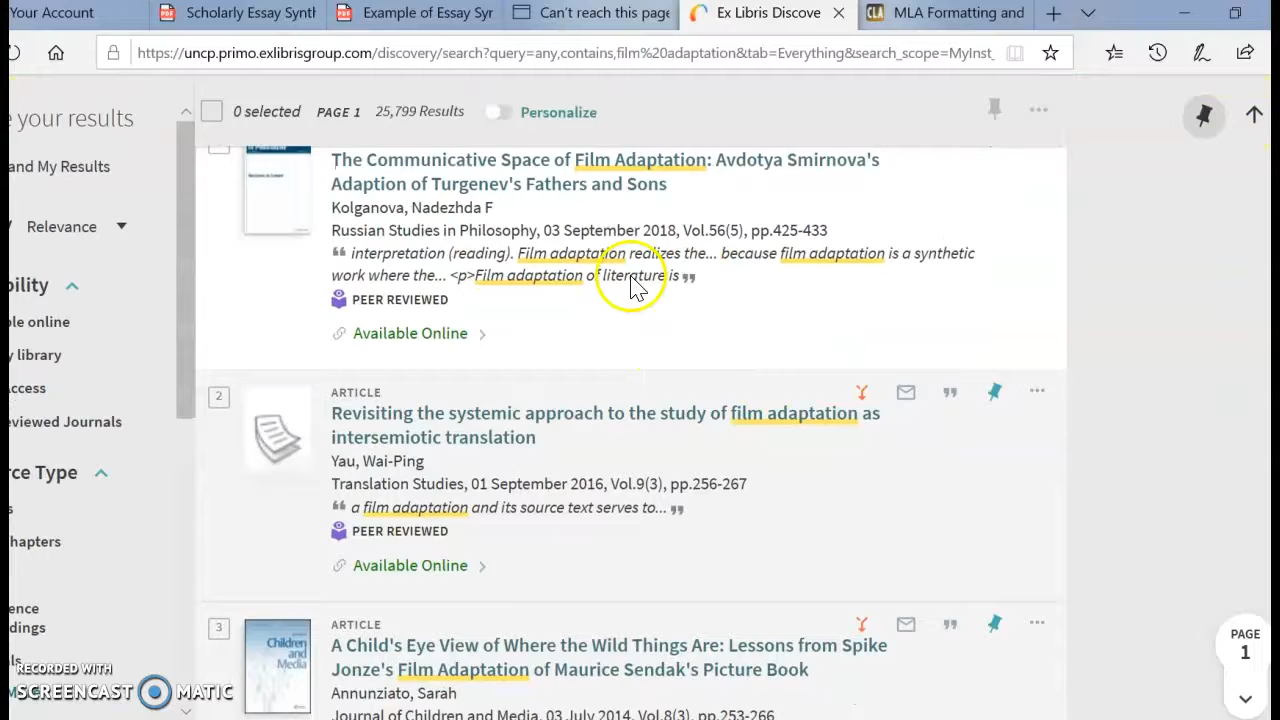 Your Account
Scholarly Essay Synth
Example of Essay Syn
Can't reach this page
Ex Libris Discove
MLA Formatting and
https://uncp.primo.exlibrisgroup.com/discovery/search?query=any,contains,film%20adaptation&tab=Everything&search_scope=MyInst_
e your results
0 selected PAGE 1 25,799 Results Personalize
and My Results
Relevance
bility
ble online
y library
ccess
eviewed Journals
rce Type
s
hapters
ence
dings
The Communicative Space of Film Adaptation: Avdotya Smirnova's
Adaption of Turgenev's Fathers and Sons
Kolganova, Nadezhda F
Russian Studies in Philosophy, 03 September 2018, Vol.56(5), pp.425-433
" interpretation (reading). Film adaptation realizes the... because film adaptation is a synthetic
work where the... <p>Film adaptation of literature is "
PEER REVIEWED
Available Online
2
ARTICLE
Revisiting the systemic approach to the study of film adaptation as
intersemiotic translation
Yau, Wai-Ping
Translation Studies, 01 September 2016, Vol.9(3), pp.256-267
" a film adaptation and its source text serves to... "
PEER REVIEWED
Available Online
3
ARTICLE
Children
and
Media
A Child's Eye View of Where the Wild Things Are: Lessons from Spike
Jonze's Film Adaptation of Maurice Sendak's Picture Book
Annunziato, Sarah
Journal of Children and Media, 03 July 2014, Vol.8(3), pp.253-266
PAGE
1
RECORDED WITH
SCREENCAST MATIC